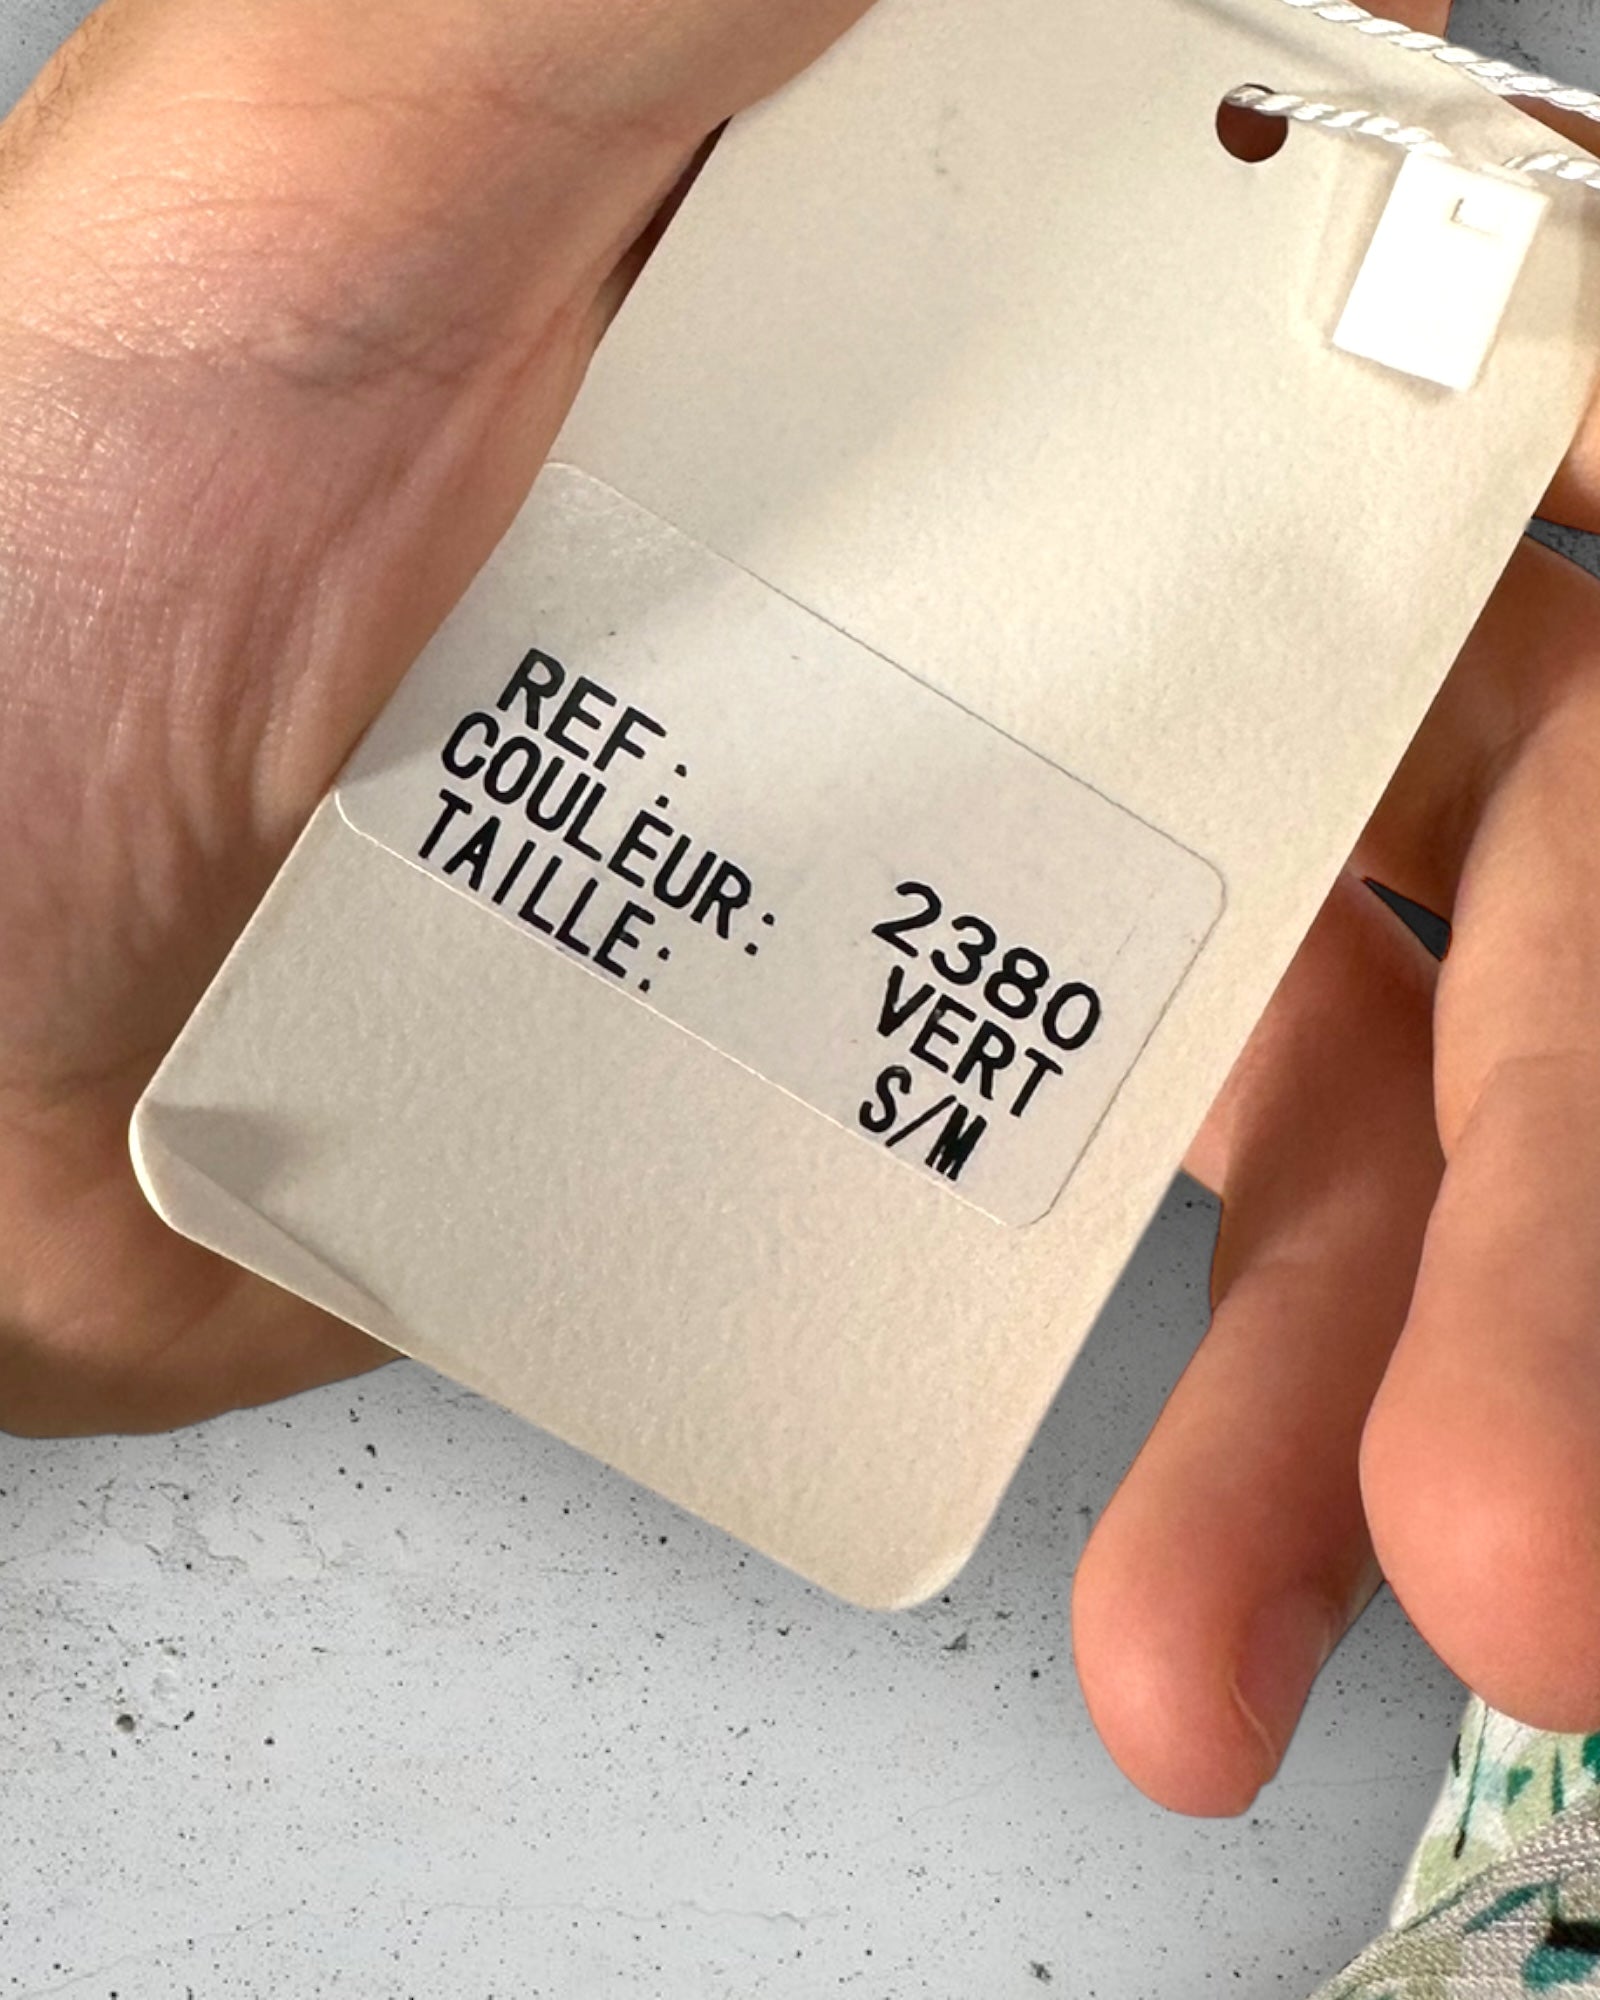 REF.: 2380
COULEUR: VERT
TAILLE: S/M